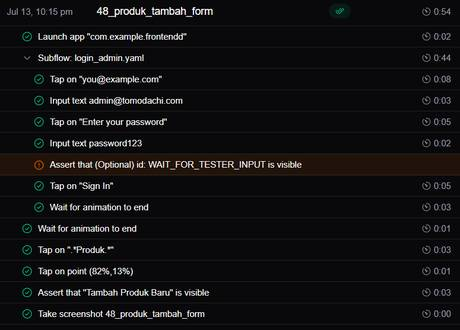 Jul 13, 10:15 pm 48_produk_tambah_form 0:54
Launch app "com.example.frontendd" 0:02
Subflow: login_admin.yaml 0:44
Tap on "you@example.com" 0:08
Input text admin@tomodachi.com 0:03
Tap on "Enter your password" 0:05
Input text password123 0:02
Assert that (Optional) id: WAIT_FOR_TESTER_INPUT is visible
Tap on "Sign In" 0:05
Wait for animation to end 0:03
Wait for animation to end 0:01
Tap on ".*Produk.*" 0:03
Tap on point (82%,13%) 0:01
Assert that "Tambah Produk Baru" is visible 0:03
Take screenshot 48_produk_tambah_form 0:00